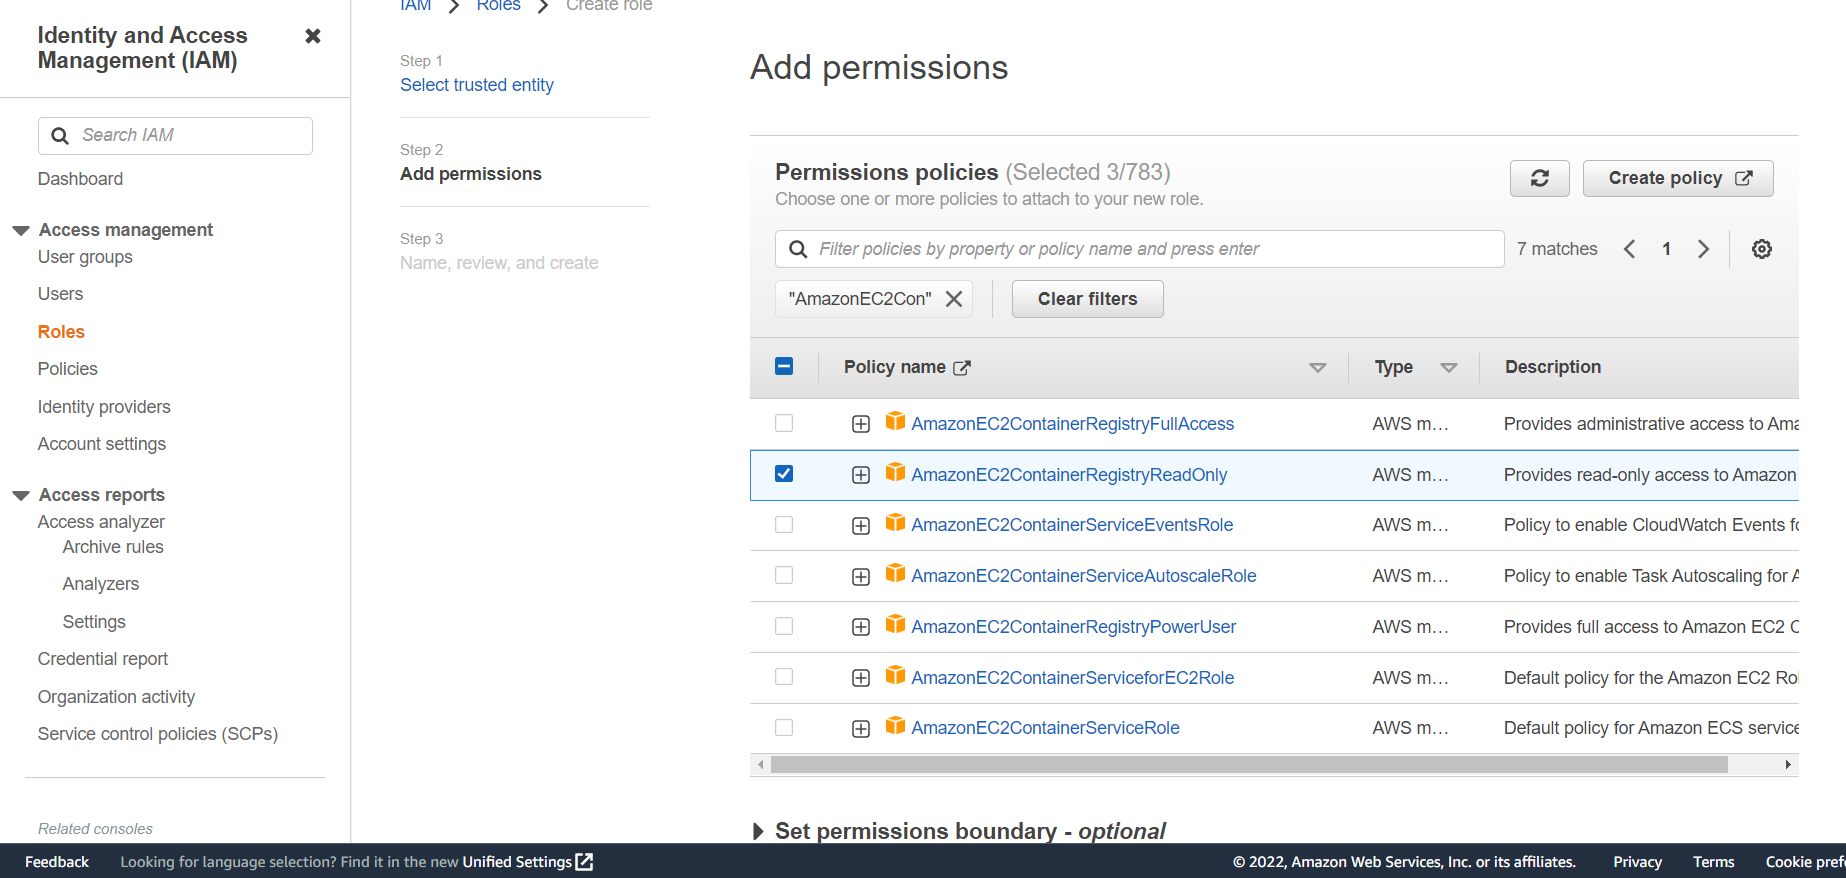 IAM > Roles > Create role
Identity and Access
Management (IAM)
Search IAM
Dashboard
Access management
User groups
Users
Roles
Policies
Identity providers
Account settings
Access reports
Access analyzer
Archive rules
Analyzers
Settings
Credential report
Organization activity
Service control policies (SCPs)
Related consoles
Step 1
Select trusted entity
Step 2
Add permissions
Step 3
Name, review, and create
Add permissions
Permissions policies (Selected 3/783)
Choose one or more policies to attach to your new role.
Create policy
Filter policies by property or policy name and press enter
7 matches
1
"AmazonEC2Con"
Clear filters
Policy name Type Description
AmazonEC2ContainerRegistryFullAccess AWS m... Provides administrative access to Ama
AmazonEC2ContainerRegistryReadOnly AWS m... Provides read-only access to Amazon
AmazonEC2ContainerServiceEventsRole AWS m... Policy to enable CloudWatch Events fo
AmazonEC2ContainerServiceAutoscaleRole AWS m... Policy to enable Task Autoscaling for A
AmazonEC2ContainerRegistryPowerUser AWS m... Provides full access to Amazon EC2 C
AmazonEC2ContainerServiceforEC2Role AWS m... Default policy for the Amazon EC2 Rol
AmazonEC2ContainerServiceRole AWS m... Default policy for Amazon ECS service
Set permissions boundary - optional
Feedback Looking for language selection? Find it in the new Unified Settings © 2022, Amazon Web Services, Inc. or its affiliates. Privacy Terms Cookie prefe